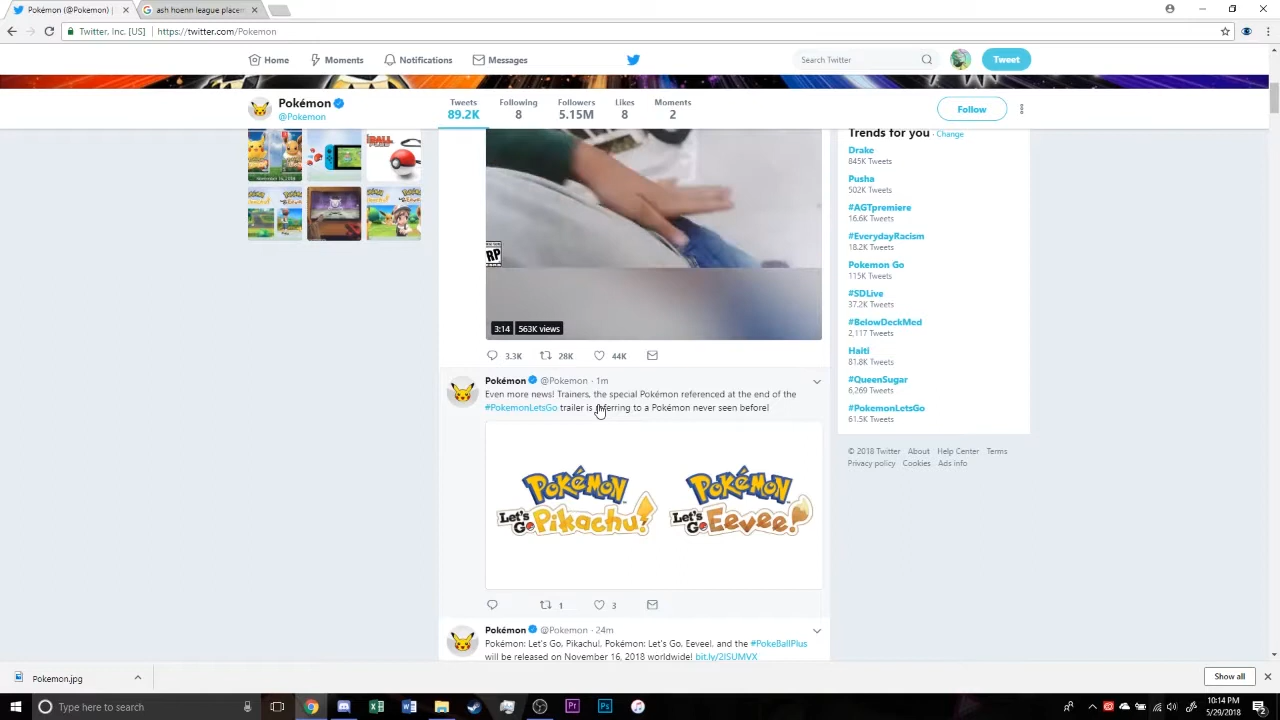 Pokémon (@Pokemon) |
ash hoenn league placem
Twitter, Inc. [US] | https://twitter.com/Pokemon
Home
Moments
Notifications
Messages
Search Twitter
Tweet
Pokémon
@Pokemon
Tweets
89.2K
Following
8
Followers
5.15M
Likes
8
Moments
2
Follow
RP
3:14
563K views
3.3K
28K
44K
Pokémon @Pokemon · 1m
Even more news! Trainers, the special Pokémon referenced at the end of the
#PokemonLetsGo trailer is referring to a Pokémon never seen before!
POKÉMON
Let's Go Pikachu!
POKÉMON
Let's Go Eevee!
1
3
Pokémon @Pokemon · 24m
Pokémon: Let's Go, Pikachu!, Pokémon: Let's Go, Eevee!, and the #PokeBallPlus
will be released on November 16, 2018 worldwide! bit.ly/2ISUMVX
Trends for you · Change
Drake
845K Tweets
Pusha
502K Tweets
#AGTpremiere
16.6K Tweets
#EverydayRacism
18.2K Tweets
Pokemon Go
115K Tweets
#SDLive
37.2K Tweets
#BelowDeckMed
2,117 Tweets
Haiti
81.8K Tweets
#QueenSugar
6,269 Tweets
#PokemonLetsGo
61.5K Tweets
© 2018 Twitter About Help Center Terms
Privacy policy Cookies Ads info
Pokemon.jpg
Show all
Type here to search
10:14 PM
5/29/2018